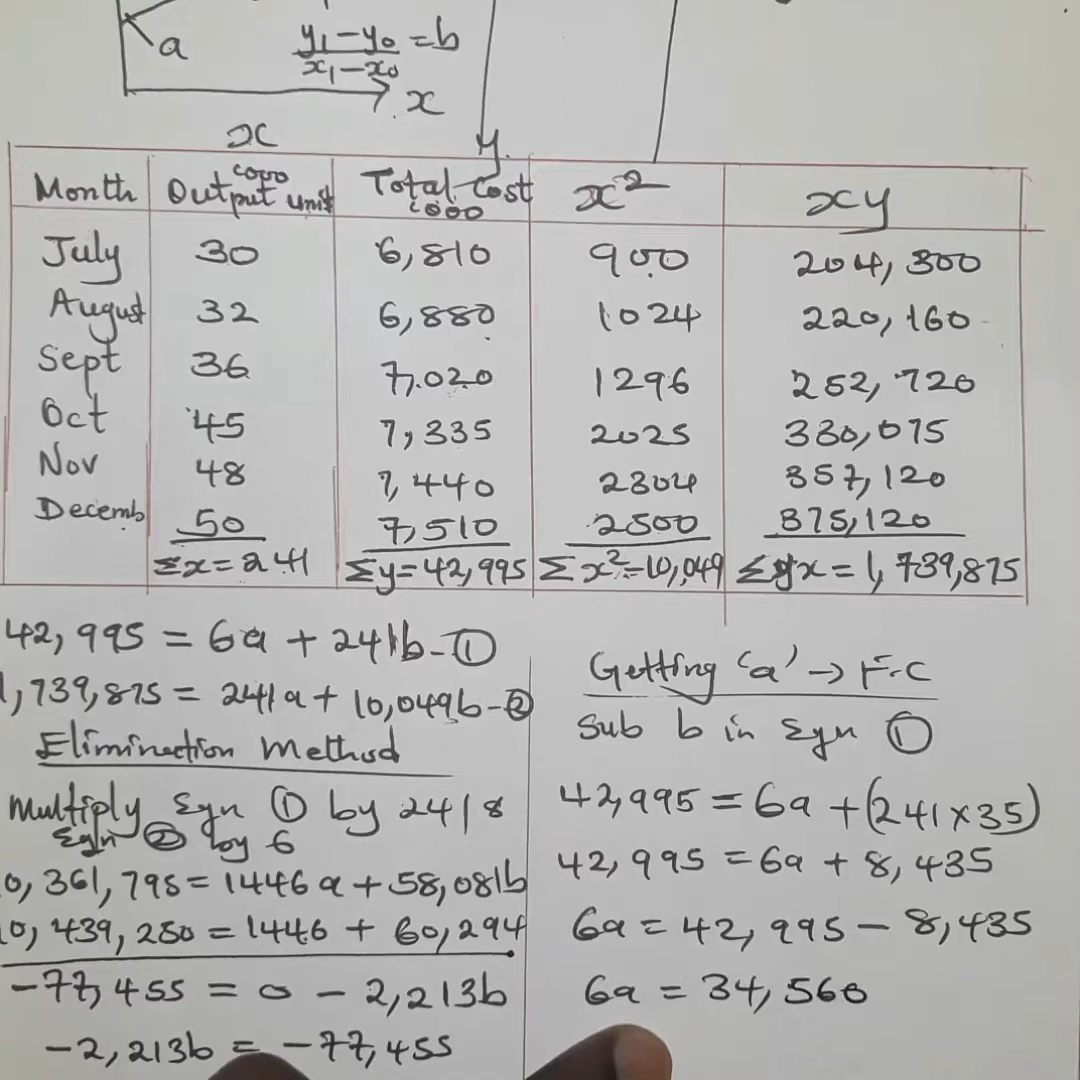 a
y₁ − y₀ = b
x₁ − x₀
x
x y
Month Output unit '000 Total Cost '000 x² xy
July 30 6,810 900 204,300
August 32 6,880 1024 220,160
Sept 36 7,020 1296 252,720
Oct 45 7,335 2025 330,075
Nov 48 7,440 2304 357,120
Decemb 50 7,510 2500 375,120
Σx = 241 Σy = 42,995 Σx² = 10,049 Σyx = 1,739,875
42,995 = 6a + 241b - ①
1,739,875 = 241a + 10,049b - ②
Elimination Method
Multiply Eqn ① by 241 &
Eqn ② by 6
0,361,795 = 1446a + 58,081b
10,439,250 = 1446 + 60,294
-77,455 = 0 - 2,213b
-2,213b = -77,455
Getting 'a' → F.C
Sub b in Eqn ①
42,995 = 6a + (241 × 35)
42,995 = 6a + 8,435
6a = 42,995 - 8,435
6a = 34,560